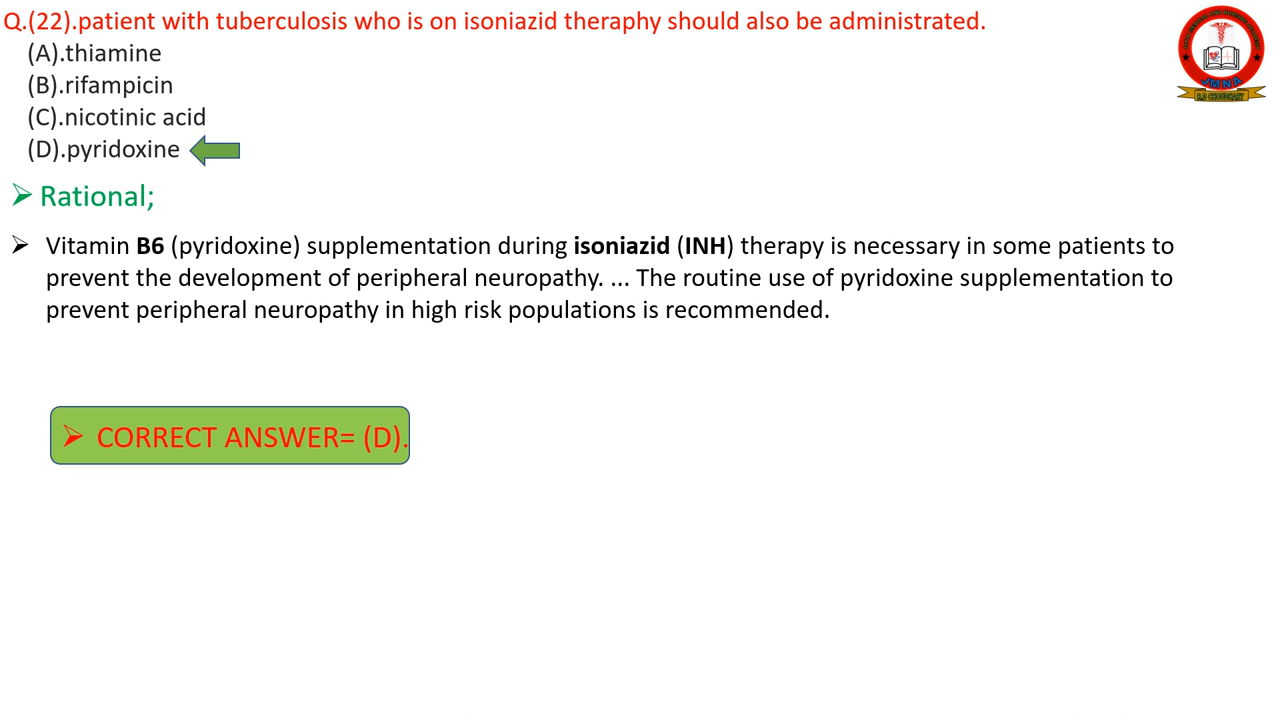 Q.(22).patient with tuberculosis who is on isoniazid theraphy should also be administrated.
(A).thiamine
(B).rifampicin
(C).nicotinic acid
(D).pyridoxine
Rational;
Vitamin B6 (pyridoxine) supplementation during isoniazid (INH) therapy is necessary in some patients to
prevent the development of peripheral neuropathy. ... The routine use of pyridoxine supplementation to
prevent peripheral neuropathy in high risk populations is recommended.
CORRECT ANSWER= (D).
JMNA